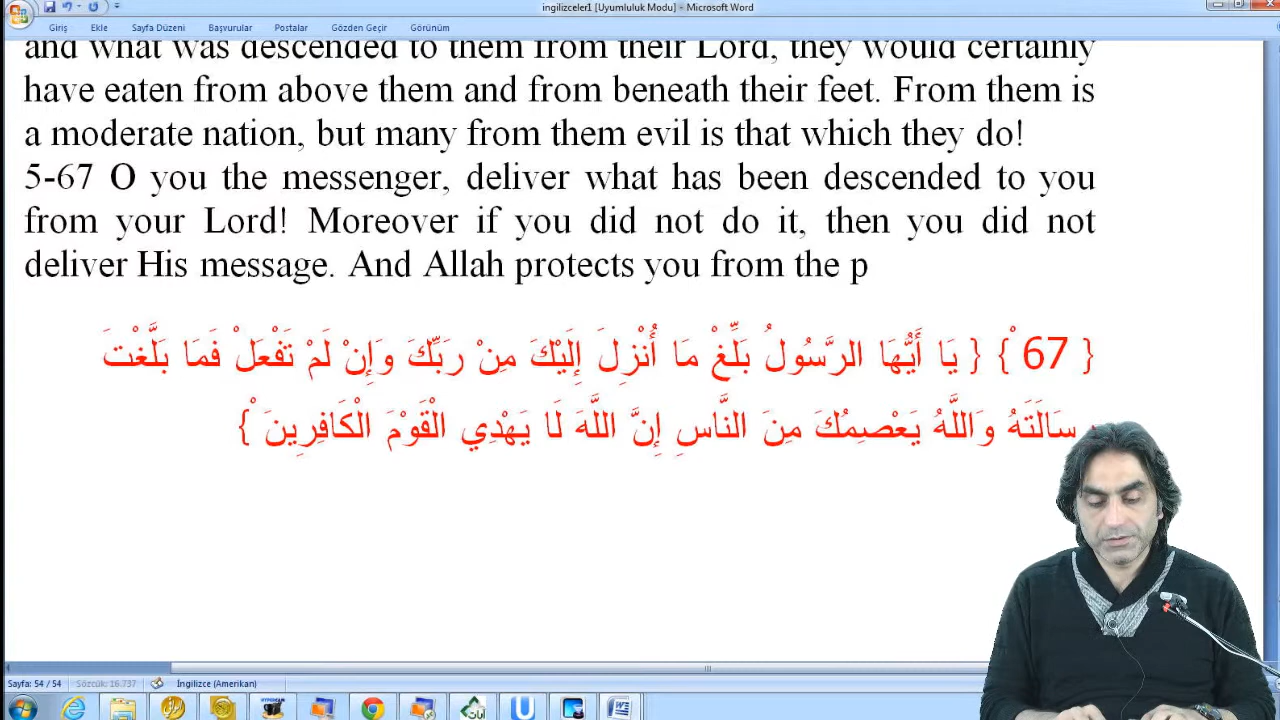 ingilizceler1 [Uyumluluk Modu] - Microsoft Word
Giriş Ekle Sayfa Düzeni Başvurular Postalar Gözden Geçir Görünüm
and what was descended to them from their Lord, they would certainly
have eaten from above them and from beneath their feet. From them is
a moderate nation, but many from them evil is that which they do!
5-67 O you the messenger, deliver what has been descended to you
from your Lord! Moreover if you did not do it, then you did not
deliver His message. And Allah protects you from the p
{ 67 ْ} { يَا أَيُّهَا الرَّسُولُ بَلِّغْ مَا أُنْزِلَ إِلَيْكَ مِنْ رَبِّكَ وَإِنْ لَمْ تَفْعَلْ فَمَا بَلَّغْتَ
سَالَتَهُ وَاللَّهُ يَعْصِمُكَ مِنَ النَّاسِ إِنَّ اللَّهَ لَا يَهْدِي الْقَوْمَ الْكَافِرِينَ ْ}
Sayfa: 54 / 54 Sözcük: 16.737 İngilizce (Amerikan)